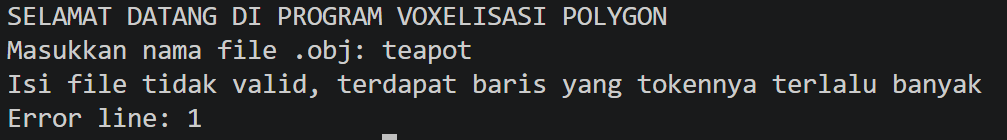 SELAMAT DATANG DI PROGRAM VOXELISASI POLYGON
Masukkan nama file .obj: teapot
Isi file tidak valid, terdapat baris yang tokennya terlalu banyak
Error line: 1